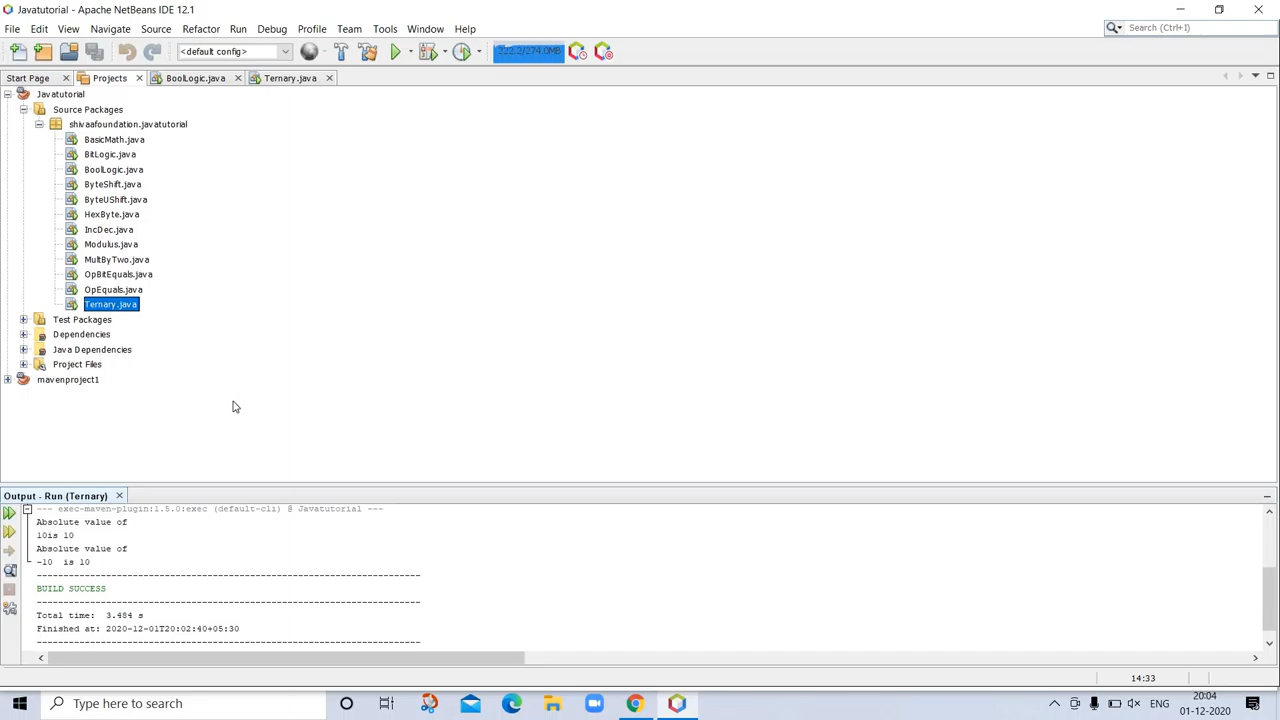 Javatutorial - Apache NetBeans IDE 12.1
File Edit View Navigate Source Refactor Run Debug Profile Team Tools Window Help
Search (Ctrl+I)
<default config>
322.2/374.0MB
Start Page Projects BoolLogic.java Ternary.java
Javatutorial
Source Packages
shivaafoundation.javatutorial
BasicMath.java
BitLogic.java
BoolLogic.java
ByteShift.java
ByteUShift.java
HexByte.java
IncDec.java
Modulus.java
MultByTwo.java
OpBitEquals.java
OpEquals.java
Ternary.java
Test Packages
Dependencies
Java Dependencies
Project Files
mavenproject1
Output - Run (Ternary)
--- exec-maven-plugin:1.5.0:exec (default-cli) @ Javatutorial ---
Absolute value of
10is 10
Absolute value of
-10  is 10
------------------------------------------------------------------------
BUILD SUCCESS
------------------------------------------------------------------------
Total time:  3.484 s
Finished at: 2020-12-01T20:02:40+05:30
------------------------------------------------------------------------
14:33
Type here to search
ENG
20:04
01-12-2020